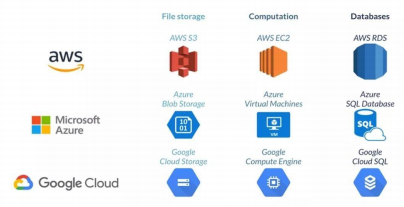 File storage Computation Databases
AWS S3 AWS EC2 AWS RDS
aws
Azure Azure Azure
Blob Storage Virtual Machines SQL Database
Microsoft
Azure
10
01
VM
SQL
Google Google Google
Cloud Storage Compute Engine Cloud SQL
Google Cloud